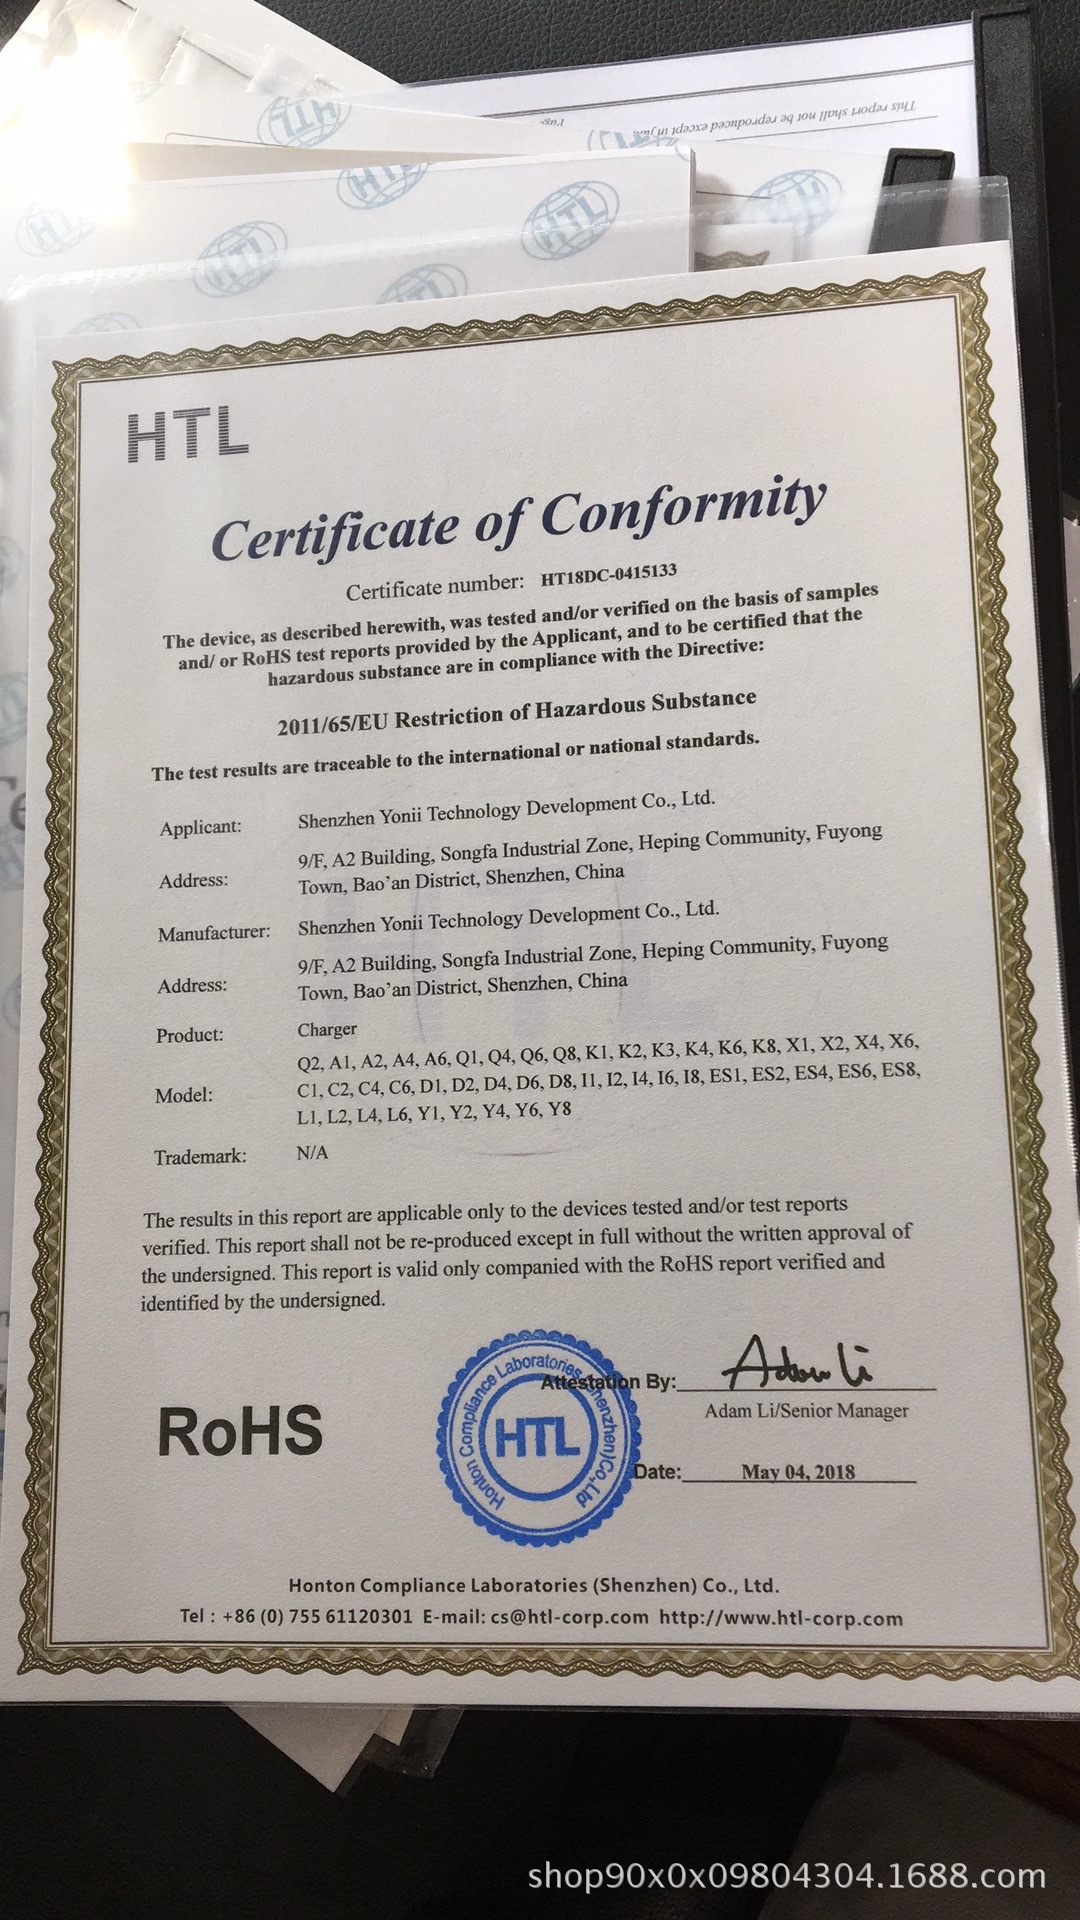 This report shall not be reproduced except in
HTL
HTL
HTL
HTL
HTL
HTL
HTL
Certificate of Conformity
Certificate number: HT18DC-0415133
The device, as described herewith, was tested and/or verified on the basis of samples
and/ or RoHS test reports provided by the Applicant, and to be certified that the
hazardous substance are in compliance with the Directive:
2011/65/EU Restriction of Hazardous Substance
The test results are traceable to the international or national standards.
Applicant: Shenzhen Yonii Technology Development Co., Ltd.
Address: 9/F, A2 Building, Songfa Industrial Zone, Heping Community, Fuyong
Town, Bao'an District, Shenzhen, China
Manufacturer: Shenzhen Yonii Technology Development Co., Ltd.
Address: 9/F, A2 Building, Songfa Industrial Zone, Heping Community, Fuyong
Town, Bao'an District, Shenzhen, China
Product: Charger
Model: Q2, A1, A2, A4, A6, Q1, Q4, Q6, Q8, K1, K2, K3, K4, K6, K8, X1, X2, X4, X6,
C1, C2, C4, C6, D1, D2, D4, D6, D8, I1, I2, I4, I6, I8, ES1, ES2, ES4, ES6, ES8,
L1, L2, L4, L6, Y1, Y2, Y4, Y6, Y8
Trademark: N/A
The results in this report are applicable only to the devices tested and/or test reports
verified. This report shall not be re-produced except in full without the written approval of
the undersigned. This report is valid only companied with the RoHS report verified and
identified by the undersigned.
RoHS
Honton Compliance Laboratories (Shenzhen)Co.,Ltd
HTL
Attestation By: Adam Li
Adam Li/Senior Manager
Date: May 04, 2018
Honton Compliance Laboratories (Shenzhen) Co., Ltd.
Tel : +86 (0) 755 61120301 E-mail: cs@htl-corp.com http://www.htl-corp.com
shop90x0x09804304.1688.com